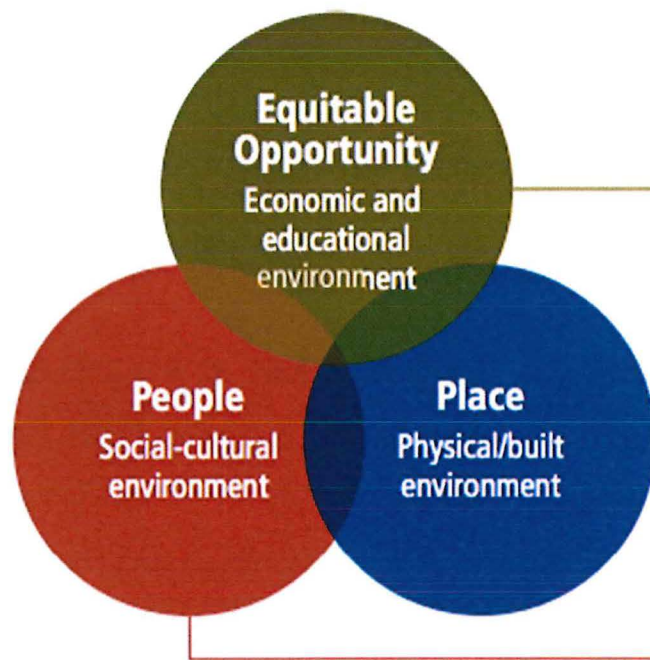 Equitable
Opportunity
Economic and
educational
environment
People
Social-cultural
environment
Place
Physical/built
environment